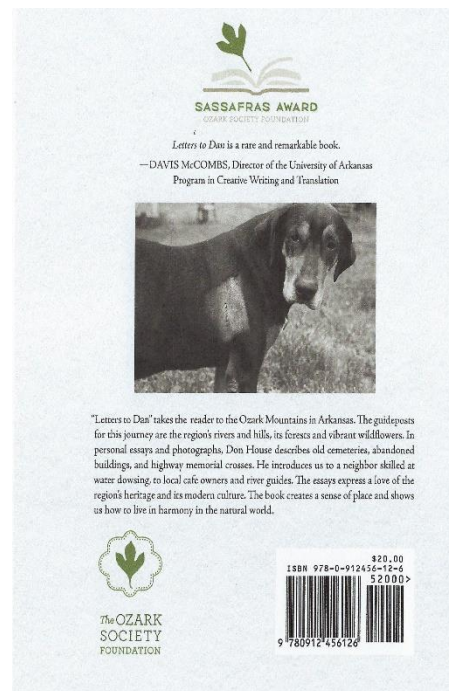 SASSAFRAS AWARD
OZARK SOCIETY FOUNDATION
Letters to Dan is a rare and remarkable book.
—DAVIS McCOMBS, Director of the University of Arkansas
Program in Creative Writing and Translation
"Letters to Dan" takes the reader to the Ozark Mountains in Arkansas. The guideposts
for this journey are the region's rivers and hills, its forests and vibrant wildflowers. In
personal essays and photographs, Don House describes old cemeteries, abandoned
buildings, and highway memorial crosses. He introduces us to a neighbor skilled at
water dowsing, to local cafe owners and river guides. The essays express a love of the
region's heritage and its modern culture. The book creates a sense of place and shows
us how to live in harmony in the natural world.
The OZARK
SOCIETY
FOUNDATION
$20.00
ISBN 978-0-912456-12-6
52000>
9 780912 456126